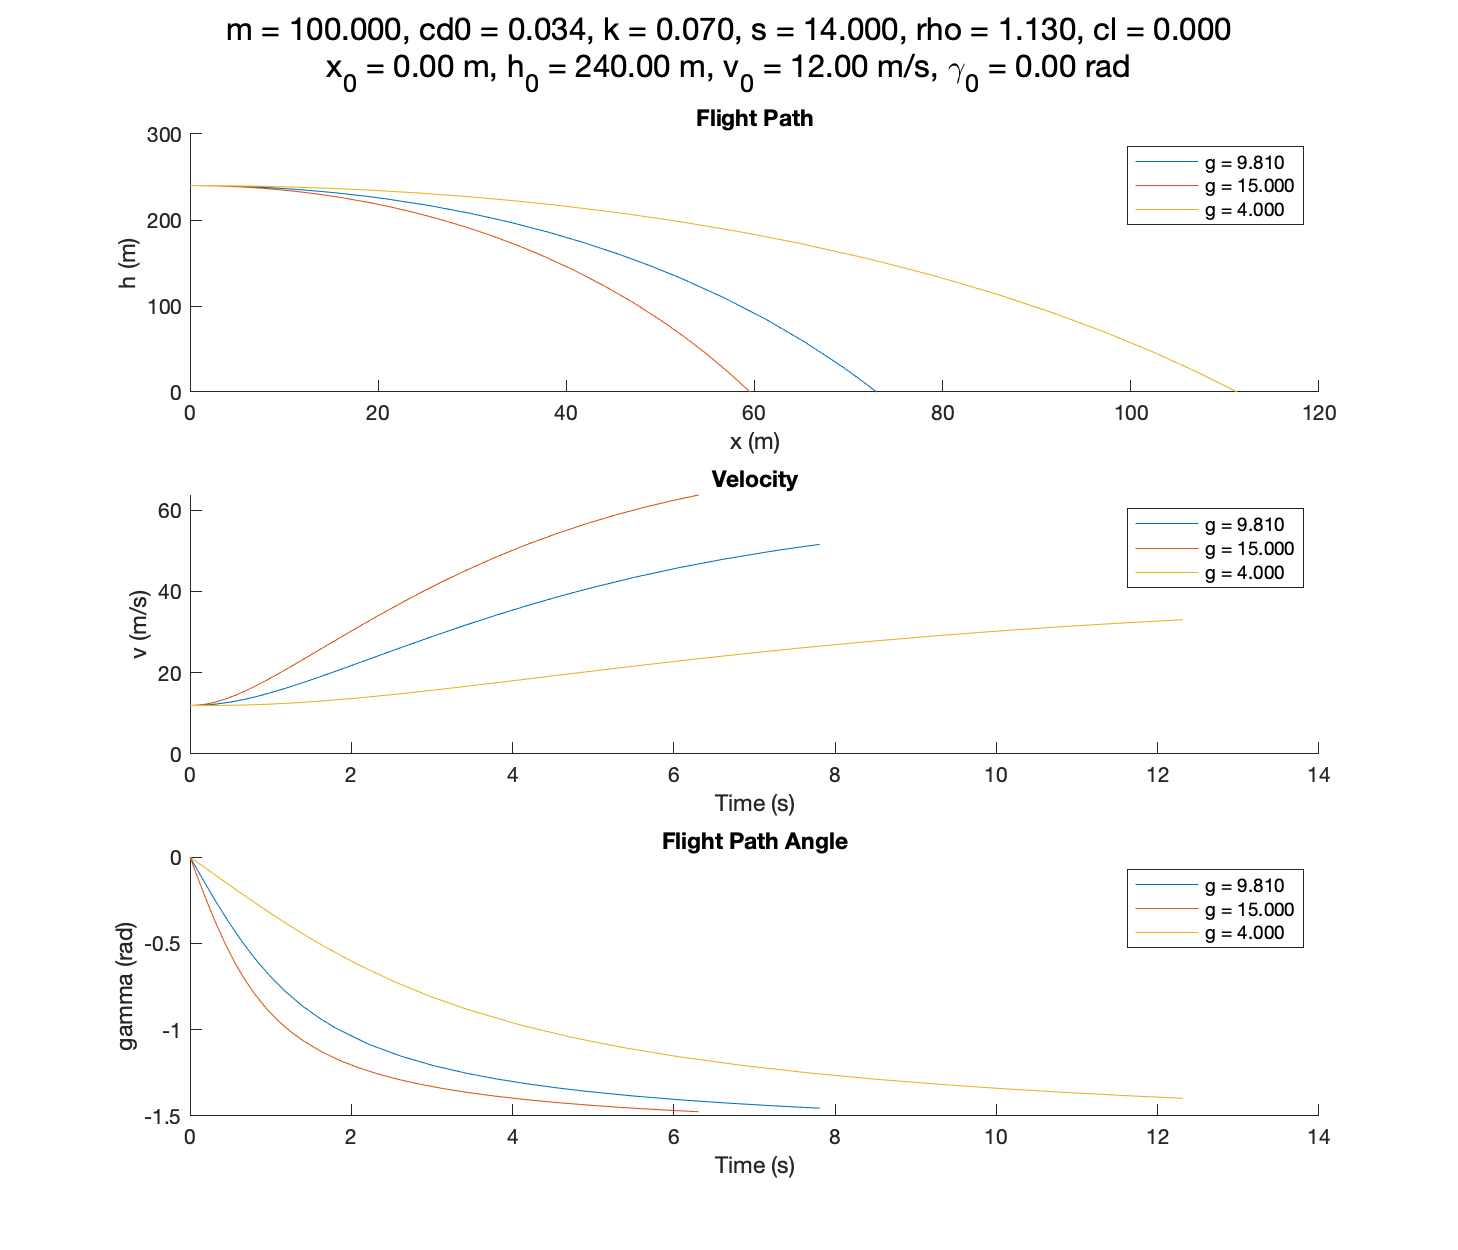 m = 100.000, cd0 = 0.034, k = 0.070, s = 14.000, rho = 1.130, cl = 0.000
x0 = 0.00 m, h0 = 240.00 m, v0 = 12.00 m/s, γ0 = 0.00 rad
Flight Path
300
200
100
0
h (m)
0 20 40 60 80 100 120
x (m)
g = 9.810
g = 15.000
g = 4.000
Velocity
60
40
20
0
v (m/s)
0 2 4 6 8 10 12 14
Time (s)
g = 9.810
g = 15.000
g = 4.000
Flight Path Angle
0
-0.5
-1
-1.5
gamma (rad)
0 2 4 6 8 10 12 14
Time (s)
g = 9.810
g = 15.000
g = 4.000